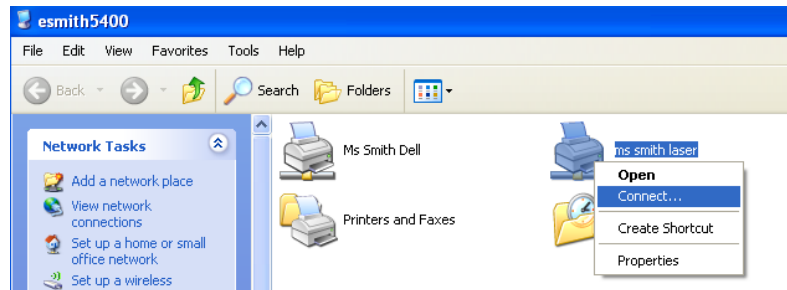 esmith5400
File Edit View Favorites Tools Help
Back Search Folders
Network Tasks
Add a network place
View network
connections
Set up a home or small
office network
Set up a wireless
Ms Smith Dell
ms smith laser
Printers and Faxes
Open
Connect...
Create Shortcut
Properties